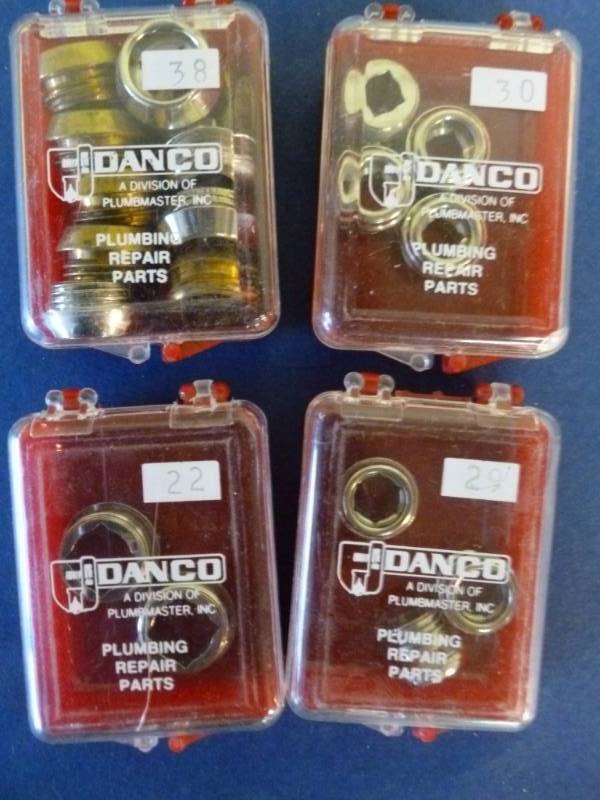 38
DANCO
A DIVISION OF
PLUMBMASTER, INC
PLUMBING
REPAIR
PARTS
30
DANCO
A DIVISION OF
PLUMBMASTER, INC
PLUMBING
REPAIR
PARTS
22
DANCO
A DIVISION OF
PLUMBMASTER, INC
PLUMBING
REPAIR
PARTS
29
DANCO
A DIVISION OF
PLUMBMASTER, INC
PLUMBING
REPAIR
PARTS